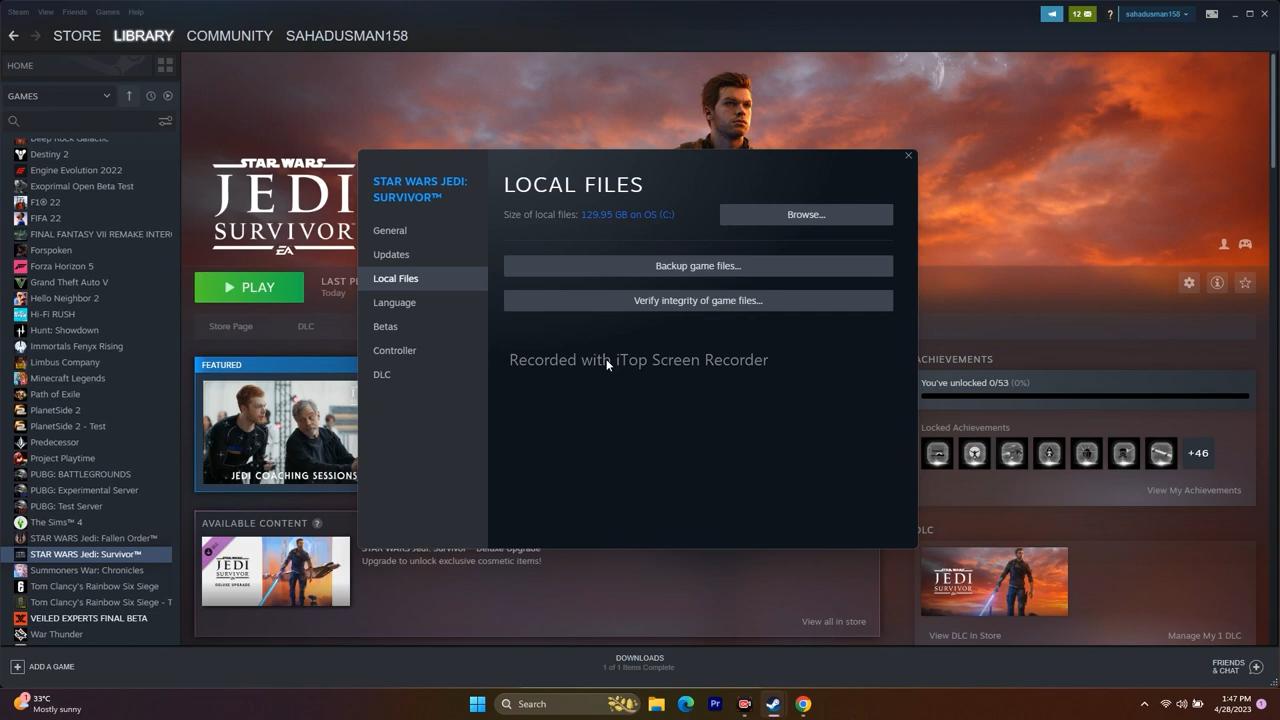 Steam View Friends Games Help
12 ? sahadusman158
STORE LIBRARY COMMUNITY SAHADUSMAN158
HOME
GAMES
Deep Rock Galactic
Destiny 2
Engine Evolution 2022
Exoprimal Open Beta Test
F1® 22
FIFA 22
FINAL FANTASY VII REMAKE INTER
Forspoken
Forza Horizon 5
Grand Theft Auto V
Hello Neighbor 2
Hi-Fi RUSH
Hunt: Showdown
Immortals Fenyx Rising
Limbus Company
Minecraft Legends
Path of Exile
PlanetSide 2
PlanetSide 2 - Test
Predecessor
Project Playtime
PUBG: BATTLEGROUNDS
PUBG: Experimental Server
PUBG: Test Server
The Sims™ 4
STAR WARS Jedi: Fallen Order™
STAR WARS Jedi: Survivor™
Summoners War: Chronicles
Tom Clancy's Rainbow Six Siege
Tom Clancy's Rainbow Six Siege - T
VEILED EXPERTS FINAL BETA
War Thunder
STAR WARS
JEDI
SURVIVOR
EA
PLAY
LAST P
Today
Store Page DLC
FEATURED
JEDI COACHING SESSIONS
AVAILABLE CONTENT ?
JEDI
SURVIVOR
DELUXE UPGRADE
STAR WARS Jedi: Survivor™ Deluxe Upgrade
Upgrade to unlock exclusive cosmetic items!
View all in store
STAR WARS JEDI:
SURVIVOR™
General
Updates
Local Files
Language
Betas
Controller
DLC
LOCAL FILES
Size of local files: 129.95 GB on OS (C:)
Browse...
Backup game files...
Verify integrity of game files...
Recorded with iTop Screen Recorder
ACHIEVEMENTS
You've unlocked 0/53 (0%)
Locked Achievements
+46
View My Achievements
DLC
JEDI
SURVIVOR
View DLC In Store
Manage My 1 DLC
ADD A GAME
DOWNLOADS
1 of 1 Items Complete
FRIENDS
& CHAT
33°C
Mostly sunny
Search
Pr
1:47 PM
4/28/2023
1